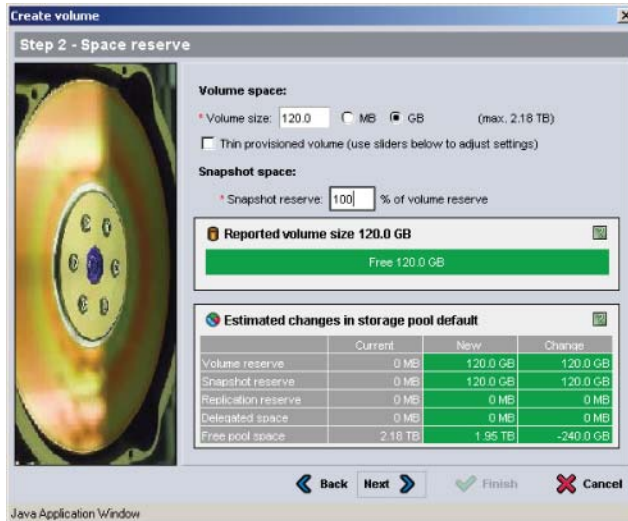 Create volume
Step 2 - Space reserve
Volume space:
* Volume size: 120.0 MB GB (max. 2.18 TB)
Thin provisioned volume (use sliders below to adjust settings)
Snapshot space:
* Snapshot reserve: 100 % of volume reserve
Reported volume size 120.0 GB
Free 120.0 GB
Estimated changes in storage pool default
Current New Change
Volume reserve 0 MB 120.0 GB 120.0 GB
Snapshot reserve 0 MB 120.0 GB 120.0 GB
Replication reserve 0 MB 0 MB 0 MB
Delegated space 0 MB 0 MB 0 MB
Free pool space 2.18 TB 1.95 TB -240.0 GB
Back Next Finish Cancel
Java Application Window